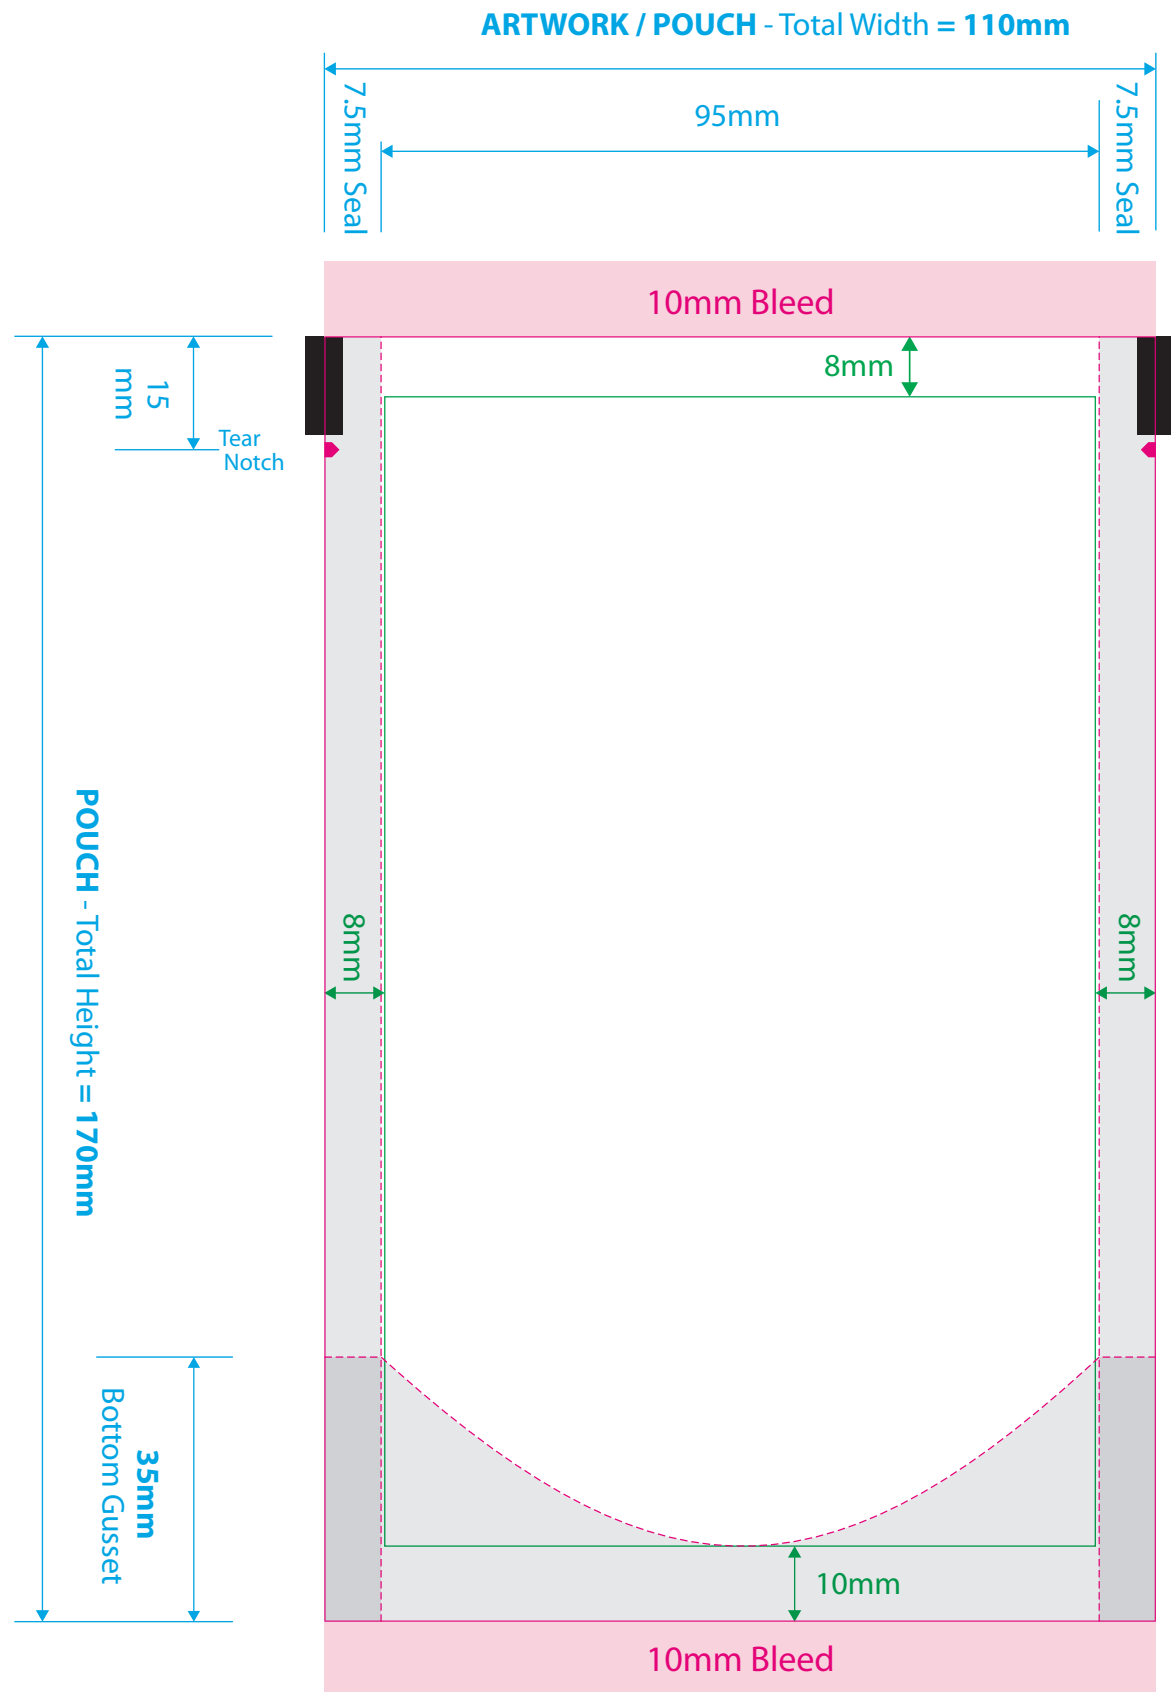 ARTWORK / POUCH - Total Width = 110mm
7.5mm Seal
95mm
7.5mm Seal
10mm Bleed
8mm
15
mm
Tear
Notch
POUCH - Total Height = 170mm
8mm
8mm
35mm
Bottom Gusset
10mm
10mm Bleed